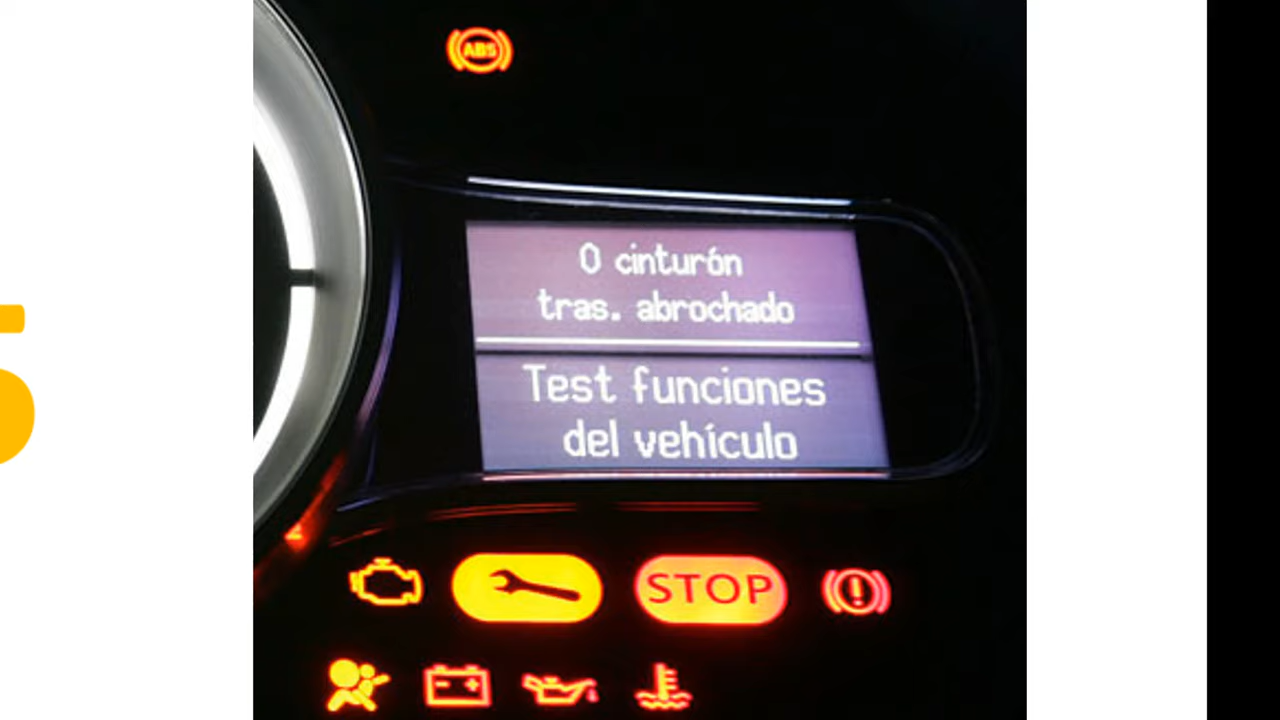 ABS
0 cinturón
tras. abrochado
Test funciones
del vehículo
STOP